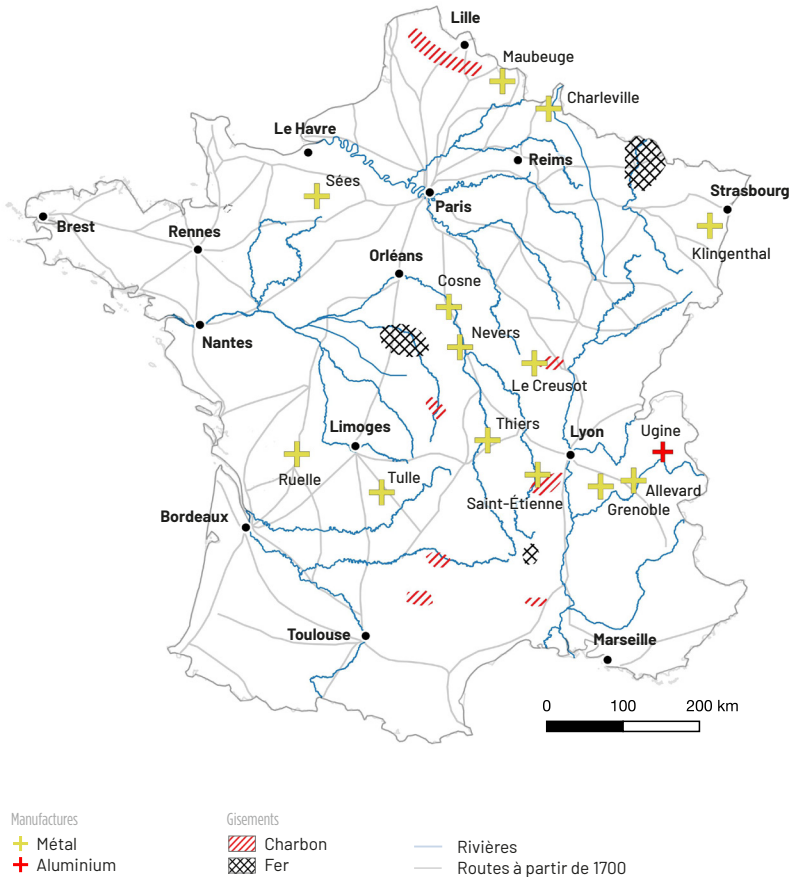 Lille
Maubeuge
Charleville
Le Havre
Reims
Sées
Strasbourg
Paris
Brest
Rennes
Klingenthal
Orléans
Cosne
Nantes
Nevers
Le Creusot
Thiers
Limoges
Lyon
Ugine
Ruelle
Tulle
Saint-Étienne
Allevard
Grenoble
Bordeaux
Toulouse
Marseille
0 100 200 km
Manufactures
Métal
Aluminium
Gisements
Charbon
Fer
Rivières
Routes à partir de 1700